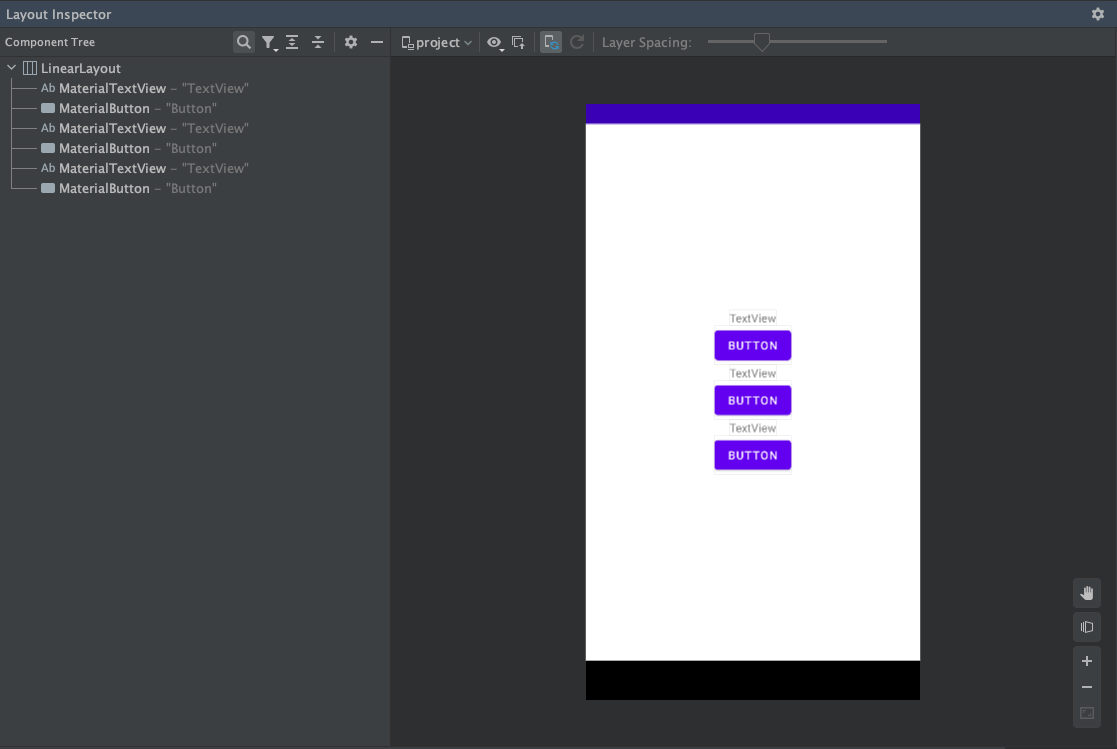 Layout Inspector
Component Tree
project
Layer Spacing:
LinearLayout
Ab MaterialTextView – "TextView"
MaterialButton – "Button"
Ab MaterialTextView – "TextView"
MaterialButton – "Button"
Ab MaterialTextView – "TextView"
MaterialButton – "Button"
TextView
BUTTON
TextView
BUTTON
TextView
BUTTON